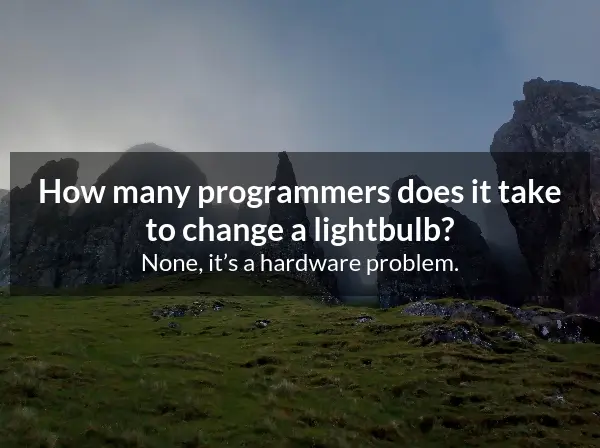 How many programmers does it take
to change a lightbulb?
None, it’s a hardware problem.